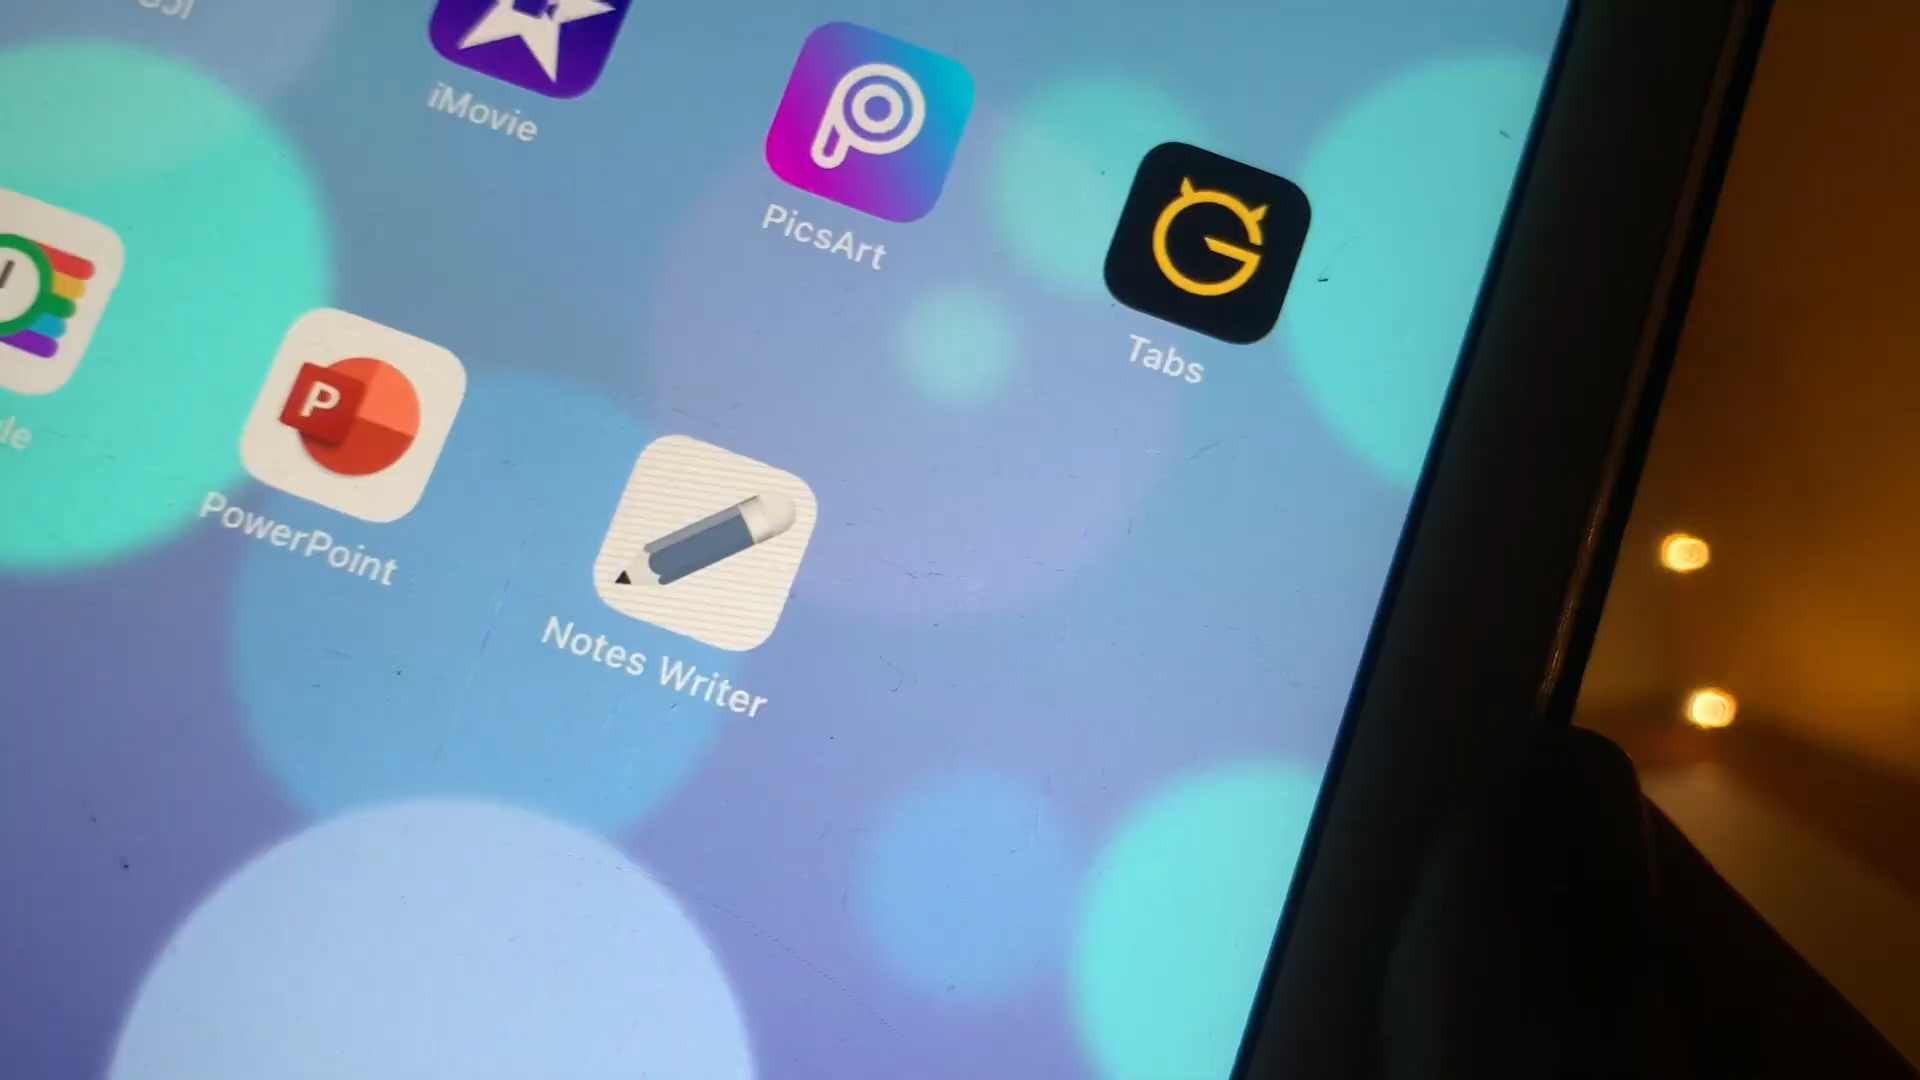 iMovie
PicsArt
Tabs
P
PowerPoint
Notes Writer